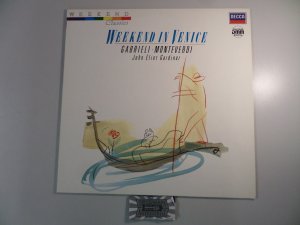 WEEKEND
Classics
DECCA
WEEKEND IN VENICE
GABRIELI · MONTEVERDI
John Eliot Gardiner